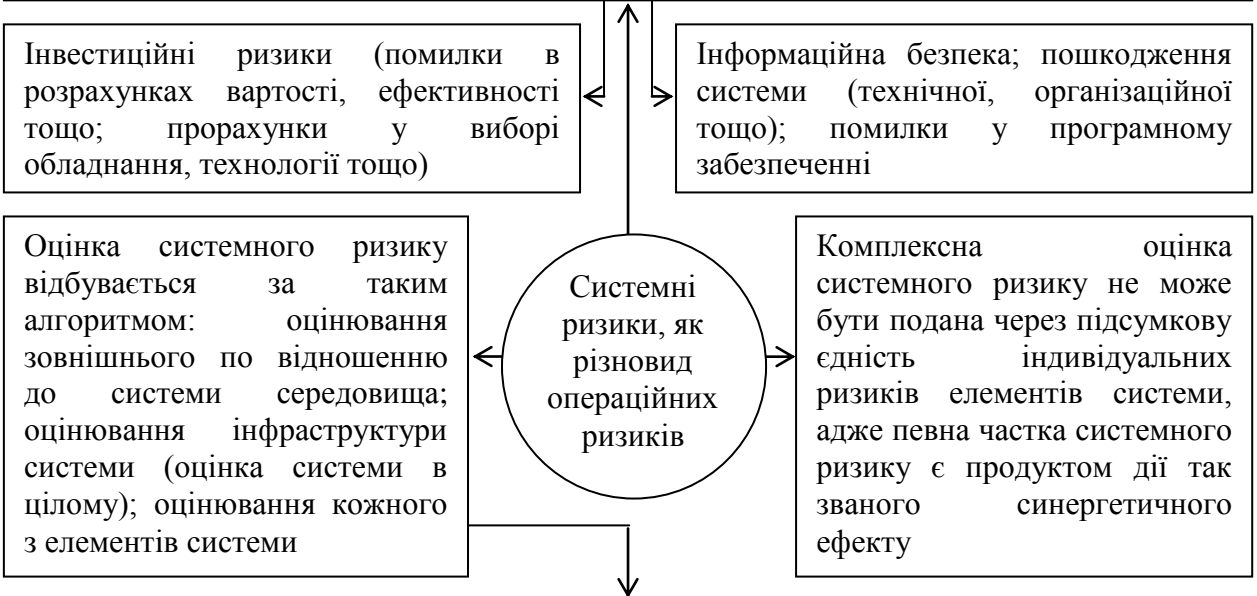 Інвестиційні ризики (помилки в
розрахунках вартості, ефективності
тощо; прорахунки у виборі
обладнання, технології тощо)
Інформаційна безпека; пошкодження
системи (технічної, організаційної
тощо); помилки у програмному
забезпеченні
Оцінка системного ризику
відбувається за таким
алгоритмом: оцінювання
зовнішнього по відношенню
до системи середовища;
оцінювання інфраструктури
системи (оцінка системи в
цілому); оцінювання кожного
з елементів системи
Системні
ризики, як
різновид
операційних
ризиків
Комплексна оцінка
системного ризику не може
бути подана через підсумкову
єдність індивідуальних
ризиків елементів системи,
адже певна частка системного
ризику є продуктом дії так
званого синергетичного
ефекту